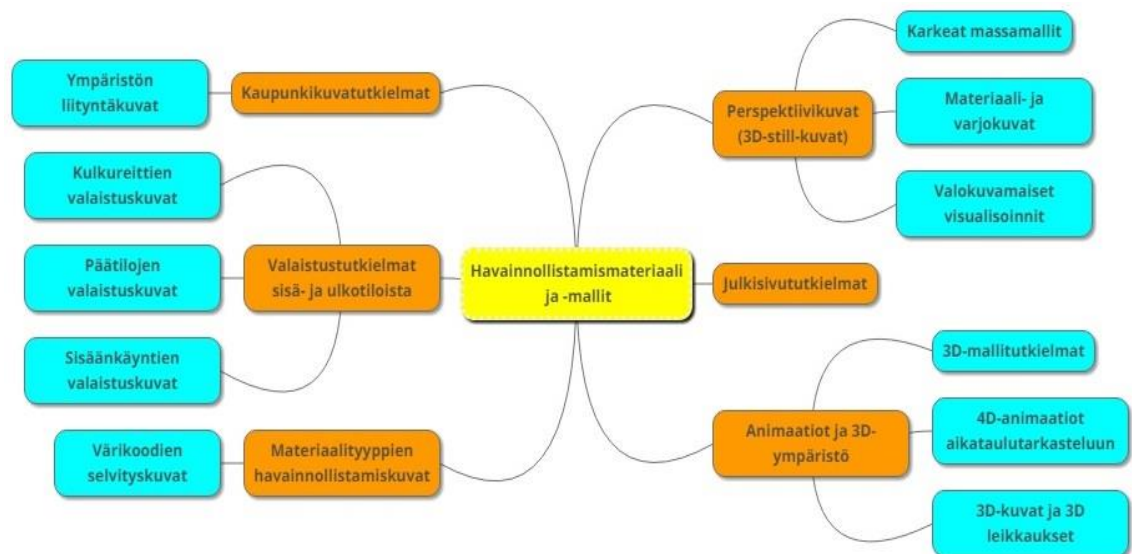 Havainnollistamismateriaali
ja -mallit
Kaupunkikuvatutkielmat
Ympäristön
liityntäkuvat
Valaistustutkielmat
sisä- ja ulkotiloista
Kulkureittien
valaistuskuvat
Päätilojen
valaistuskuvat
Sisäänkäyntien
valaistuskuvat
Materiaalityyppien
havainnollistamiskuvat
Värikoodien
selvityskuvat
Perspektiivikuvat
(3D-still-kuvat)
Karkeat massamallit
Materiaali- ja
varjokuvat
Valokuvamaiset
visualisoinnit
Julkisivututkielmat
Animaatiot ja 3D-
ympäristö
3D-mallitutkielmat
4D-animaatiot
aikataulutarkasteluun
3D-kuvat ja 3D
leikkaukset